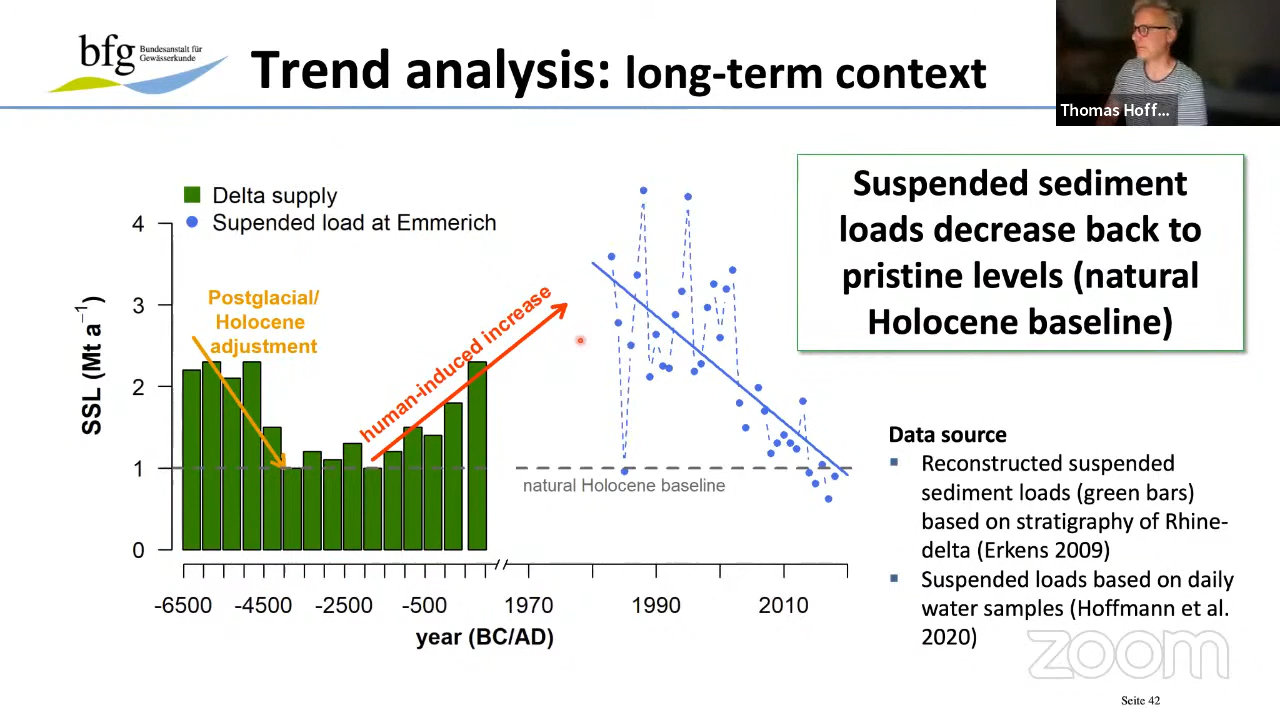 bfg
Bundesanstalt für
Gewässerkunde
Trend analysis: long-term context
Thomas Hoff...
Delta supply
Supended load at Emmerich
Suspended sediment
loads decrease back to
pristine levels (natural
Holocene baseline)
Postglacial/
Holocene
adjustment
human-induced increase
SSL (Mt a⁻¹)
4
3
2
1
0
natural Holocene baseline
-6500 -4500 -2500 -500 1970 1990 2010
year (BC/AD)
Data source
Reconstructed suspended
sediment loads (green bars)
based on stratigraphy of Rhine-
delta (Erkens 2009)
Suspended loads based on daily
water samples (Hoffmann et al.
2020)
zoom
Seite 42